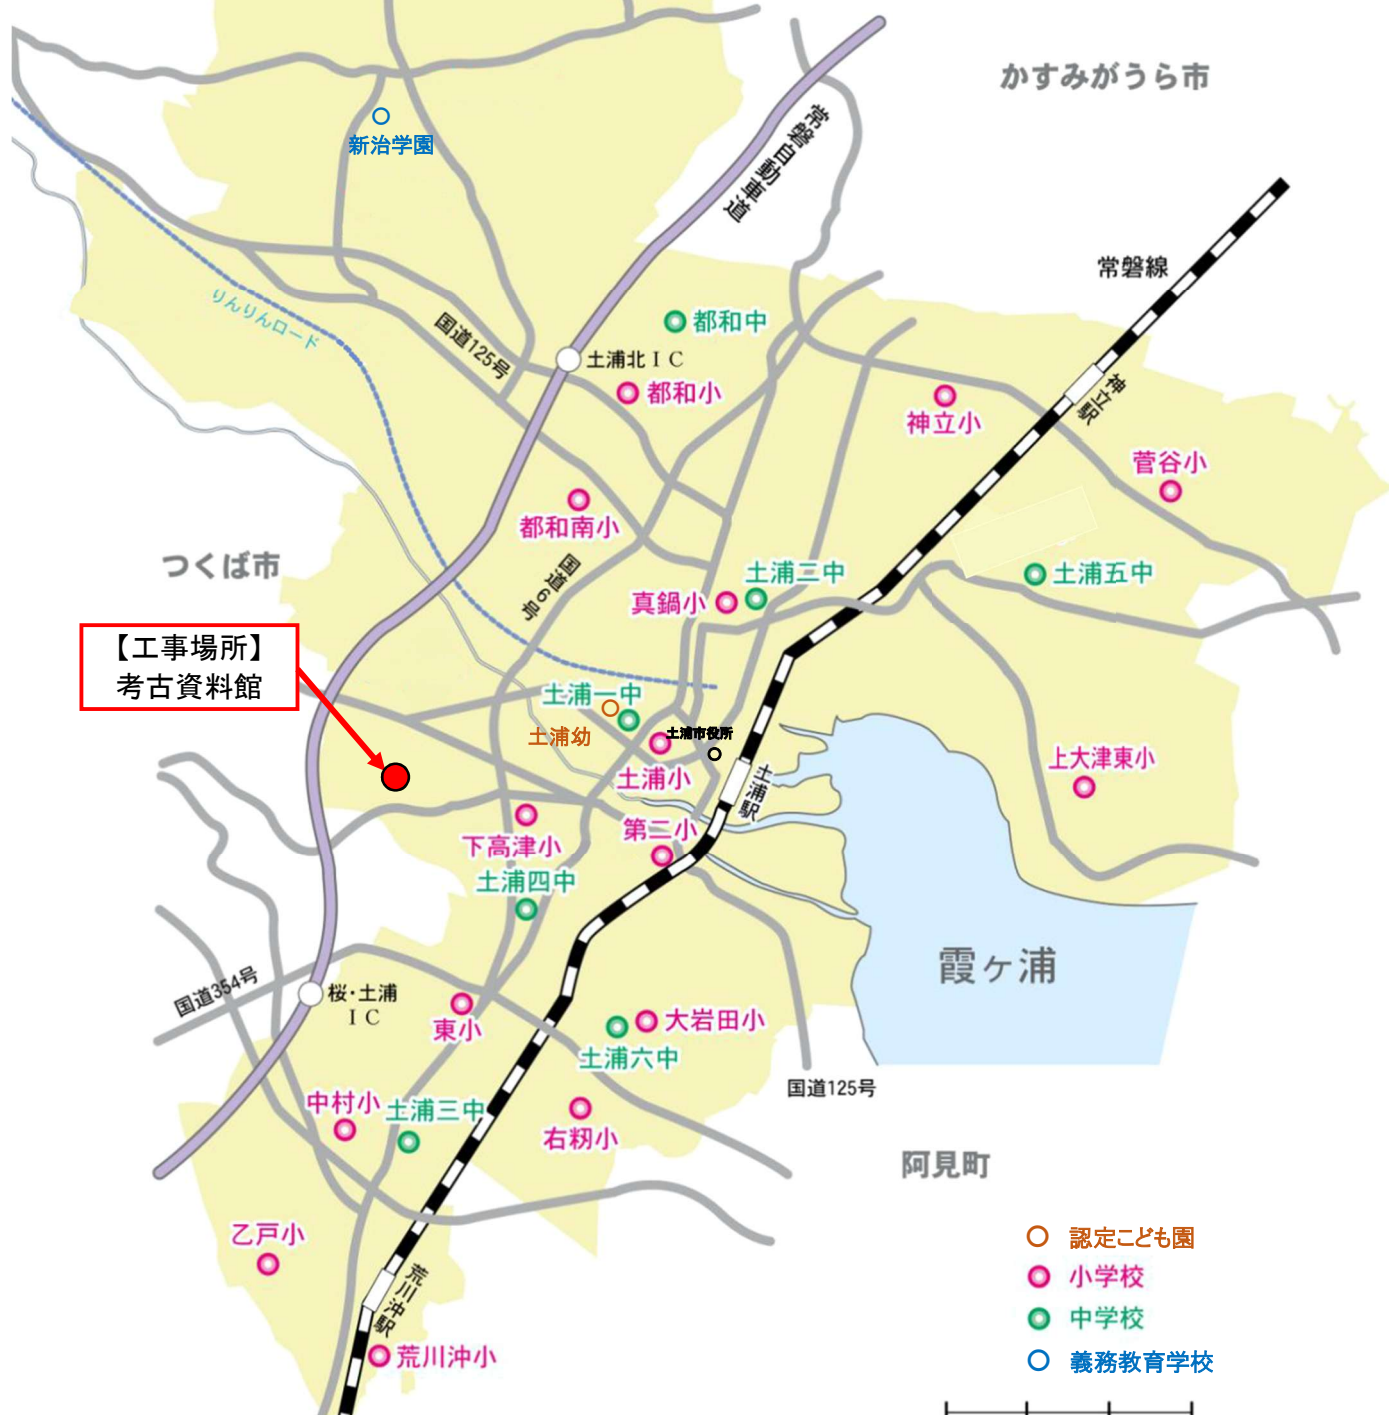 かすみがうら市
常磐自動車道
新治学園
常磐線
りんりんロード
国道125号
都和中
土浦北ＩＣ
神立駅
都和小
神立小
菅谷小
都和南小
つくば市
国道6号
土浦二中
土浦五中
真鍋小
【工事場所】
考古資料館
土浦一中
土浦幼
土浦市役所
土浦小
土浦駅
上大津東小
第二小
下高津小
土浦四中
霞ヶ浦
国道354号
桜・土浦
ＩＣ
東小
大岩田小
土浦六中
国道125号
中村小
土浦三中
右籾小
阿見町
乙戸小
荒川沖駅
荒川沖小
認定こども園
小学校
中学校
義務教育学校